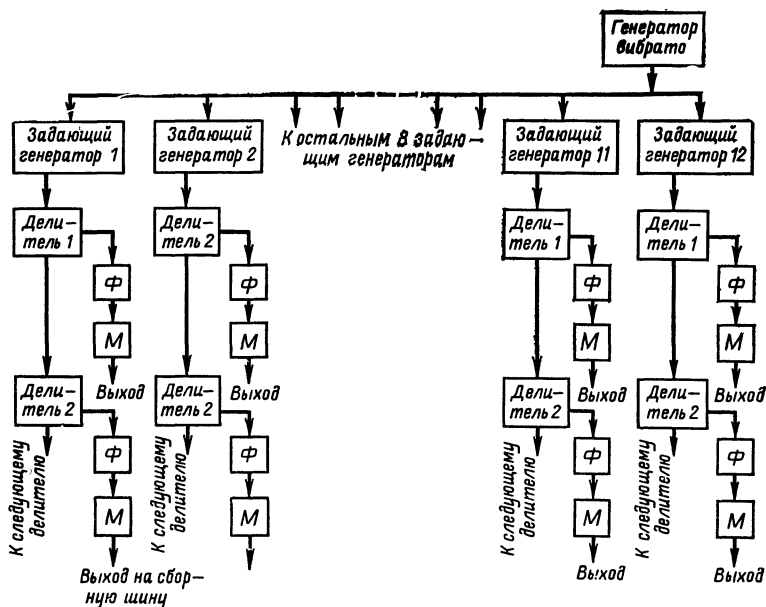 Генератор
вибрато
Задающий
генератор 1
Задающий
генератор 2
К остальным 8 задаю-
щим генераторам
Задающий
генератор 11
Задающий
генератор 12
Дели-
тель 1
Дели-
тель 2
Дели-
тель 1
Дели-
тель 1
Ф
Ф
Ф
Ф
М
М
М
М
Выход
Выход
Выход
Выход
Дели-
тель 2
Дели-
тель 2
Дели-
тель 2
Дели-
тель 2
К следующему
делителю
К следующему
делителю
К следующему
делителю
К следующему
делителю
Ф
Ф
Ф
Ф
М
М
М
М
Выход на сбор-
ную шину
Выход
Выход